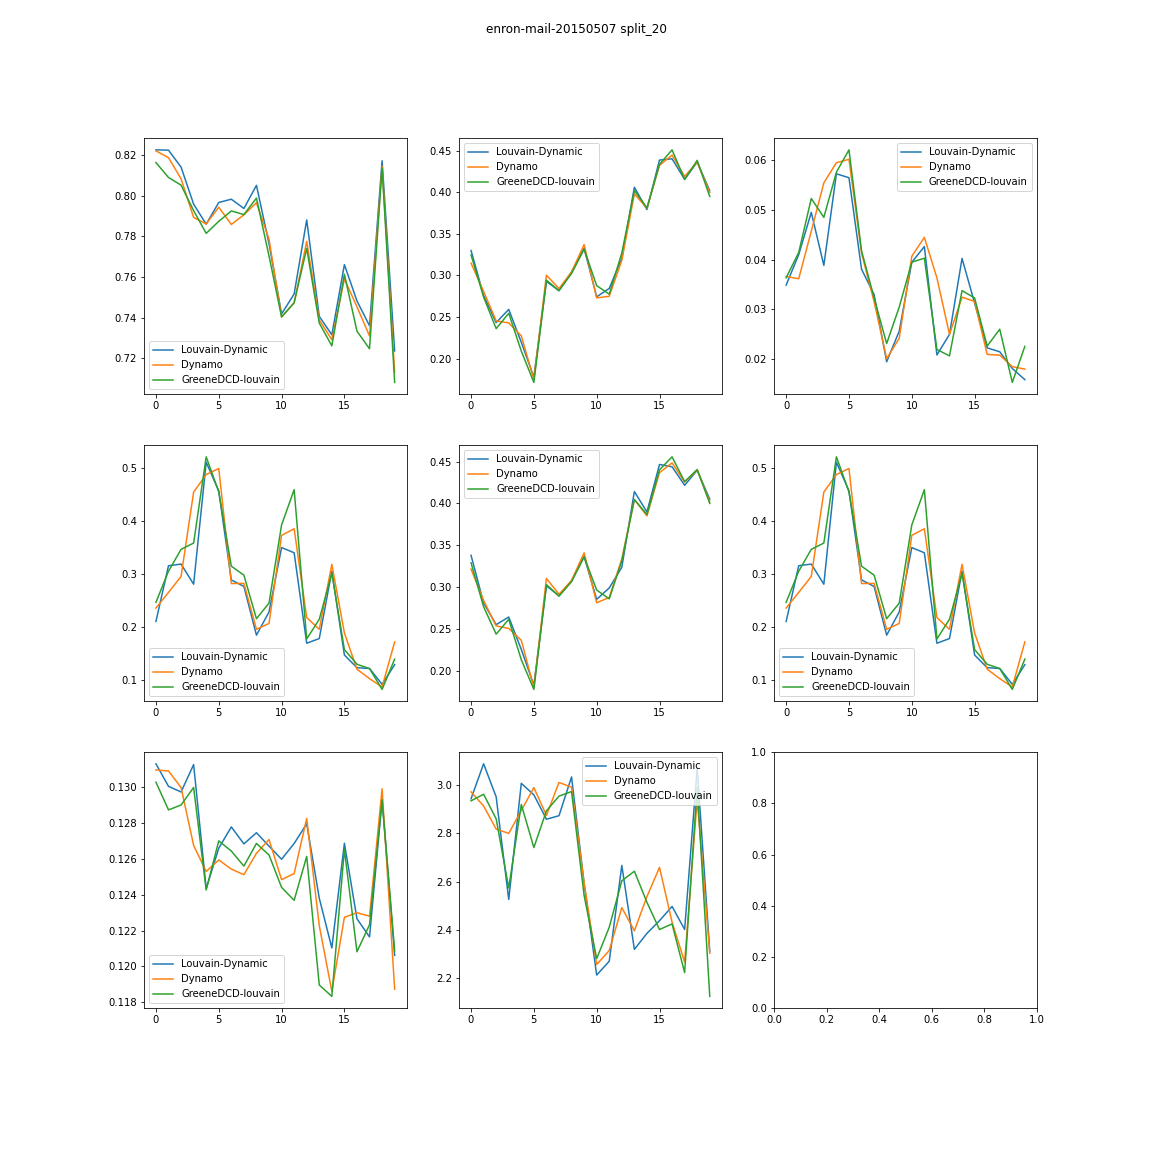 enron-mail-20150507 split_20
0.82
0.80
0.78
0.76
0.74
0.72
Louvain-Dynamic
Dynamo
GreeneDCD-louvain
0 5 10 15
0.45
0.40
0.35
0.30
0.25
0.20
Louvain-Dynamic
Dynamo
GreeneDCD-louvain
0 5 10 15
0.06
0.05
0.04
0.03
0.02
Louvain-Dynamic
Dynamo
GreeneDCD-louvain
0 5 10 15
0.5
0.4
0.3
0.2
0.1
Louvain-Dynamic
Dynamo
GreeneDCD-louvain
0 5 10 15
0.45
0.40
0.35
0.30
0.25
0.20
Louvain-Dynamic
Dynamo
GreeneDCD-louvain
0 5 10 15
0.5
0.4
0.3
0.2
0.1
Louvain-Dynamic
Dynamo
GreeneDCD-louvain
0 5 10 15
0.130
0.128
0.126
0.124
0.122
0.120
0.118
Louvain-Dynamic
Dynamo
GreeneDCD-louvain
0 5 10 15
3.0
2.8
2.6
2.4
2.2
Louvain-Dynamic
Dynamo
GreeneDCD-louvain
0 5 10 15
1.0
0.8
0.6
0.4
0.2
0.0
0.0 0.2 0.4 0.6 0.8 1.0